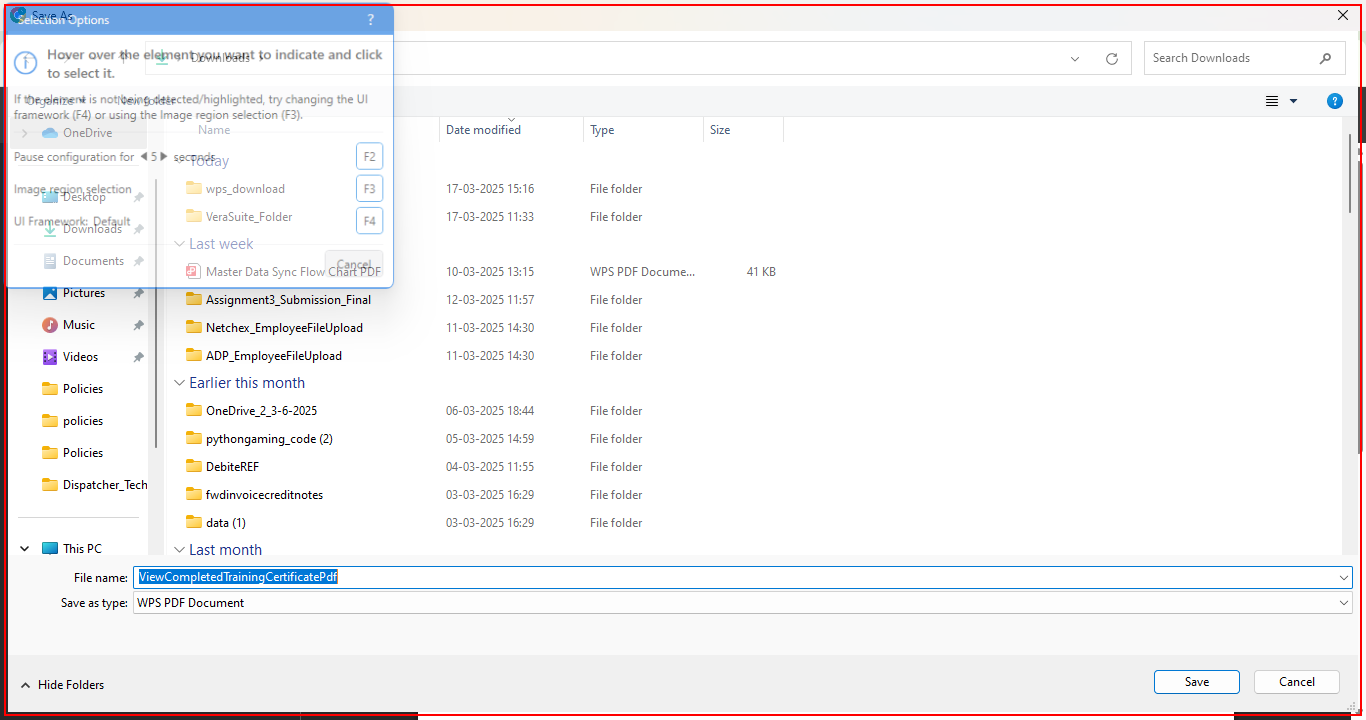 Save As
Selection Options ?
Hover over the element you want to indicate and click
to select it.
Downloads
Search Downloads
If the element is not being detected/highlighted, try changing the UI
framework (F4) or using the Image region selection (F3).
Organize New folder
OneDrive
Name Date modified Type Size
Pause configuration for 5 seconds F2
Today
Image region selection F3
Desktop
wps_download 17-03-2025 15:16 File folder
UI Framework: Default F4
Downloads
VeraSuite_Folder 17-03-2025 11:33 File folder
Last week
Cancel
Documents
Master Data Sync Flow Chart PDF 10-03-2025 13:15 WPS PDF Docume... 41 KB
Pictures
Assignment3_Submission_Final 12-03-2025 11:57 File folder
Music
Netchex_EmployeeFileUpload 11-03-2025 14:30 File folder
Videos
ADP_EmployeeFileUpload 11-03-2025 14:30 File folder
Policies
Earlier this month
OneDrive_2_3-6-2025 06-03-2025 18:44 File folder
policies
pythongaming_code (2) 05-03-2025 14:59 File folder
Policies
DebiteREF 04-03-2025 11:55 File folder
Dispatcher_Tech
fwdinvoicecreditnotes 03-03-2025 16:29 File folder
data (1) 03-03-2025 16:29 File folder
This PC
Last month
File name: ViewCompletedTrainingCertificatePdf
Save as type: WPS PDF Document
Hide Folders
Save Cancel